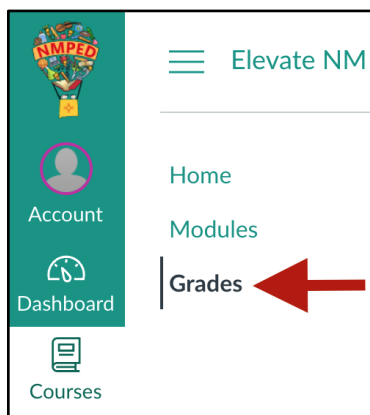 NMPED
Elevate NM
Home
Modules
Grades
Account
Dashboard
Courses